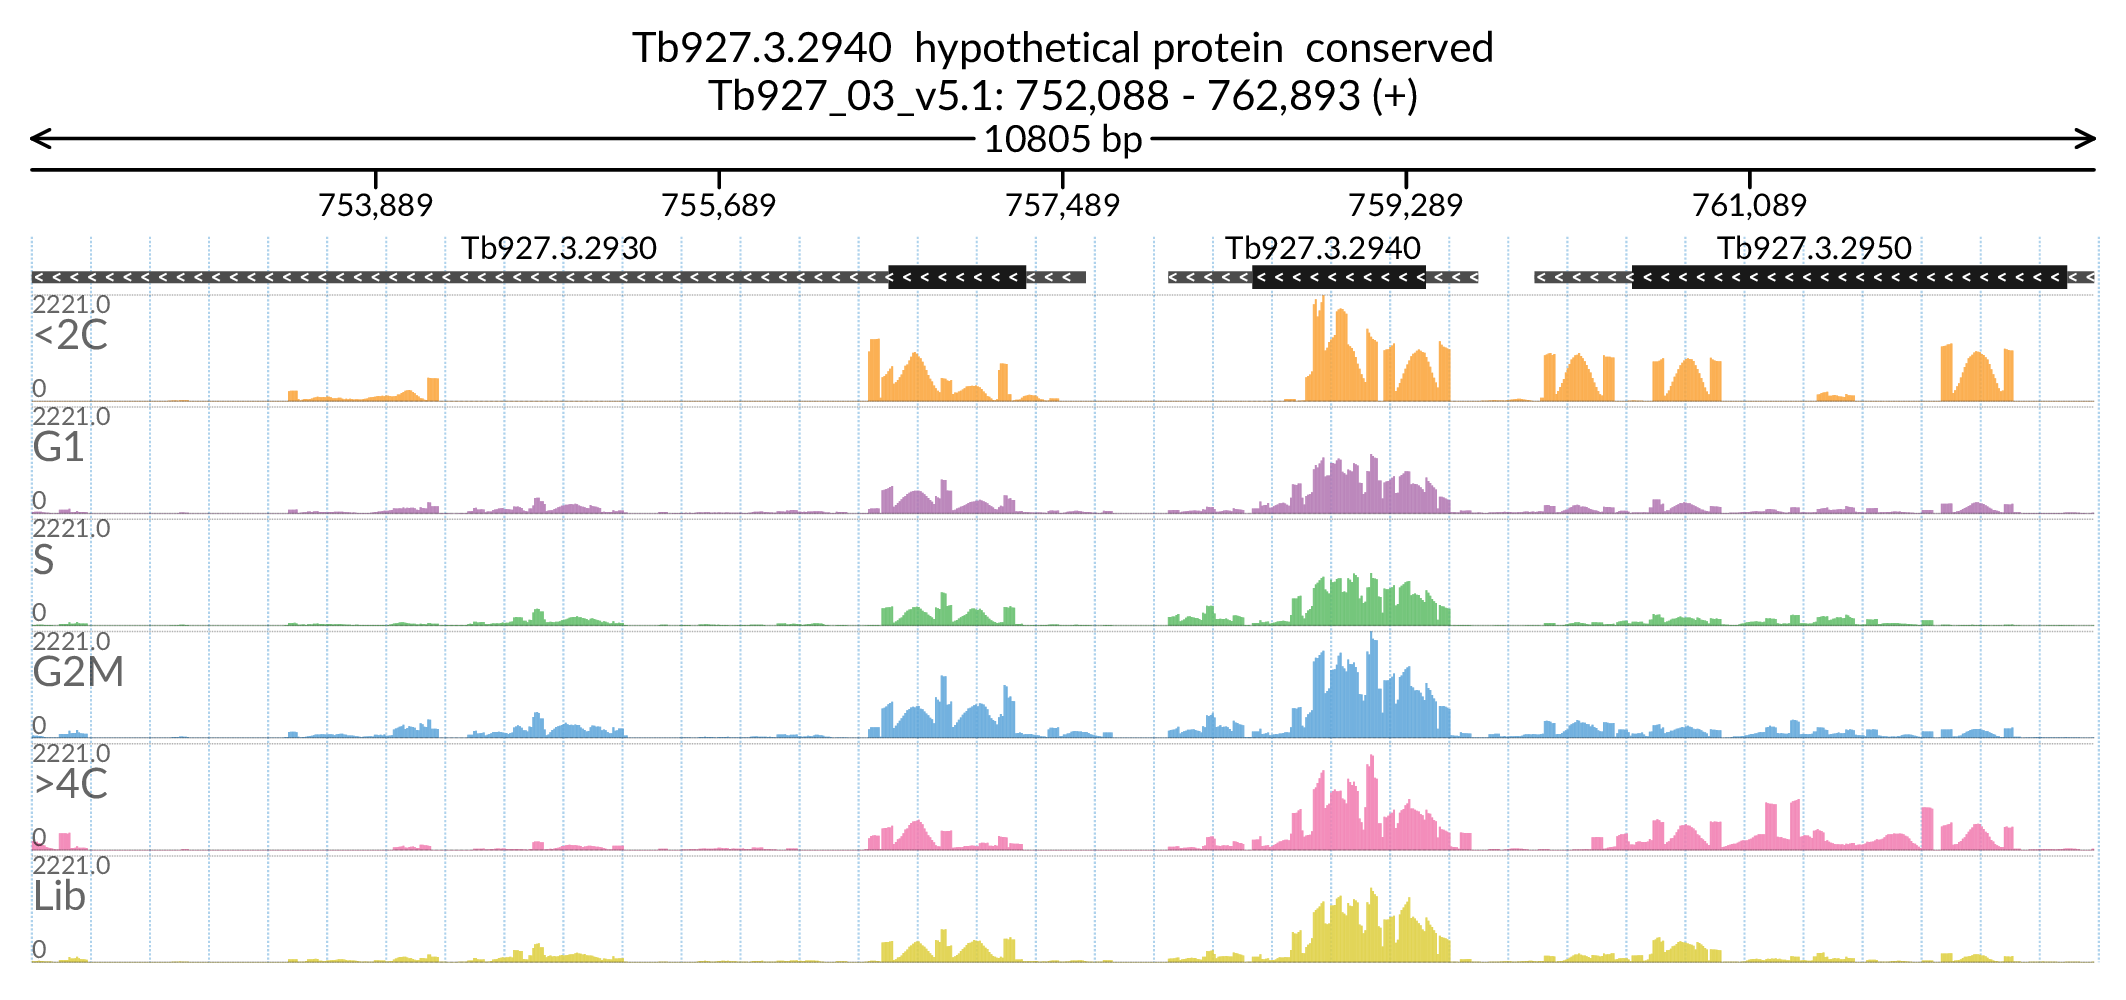 Tb927.3.2940  hypothetical protein  conserved
Tb927_03_v5.1: 752,088 - 762,893 (+)
10805 bp
753,889 755,689 757,489 759,289 761,089
Tb927.3.2930 Tb927.3.2940 Tb927.3.2950
2221.0
<2C
0
2221.0
G1
0
2221.0
S
0
2221.0
G2M
0
2221.0
>4C
0
2221.0
Lib
0